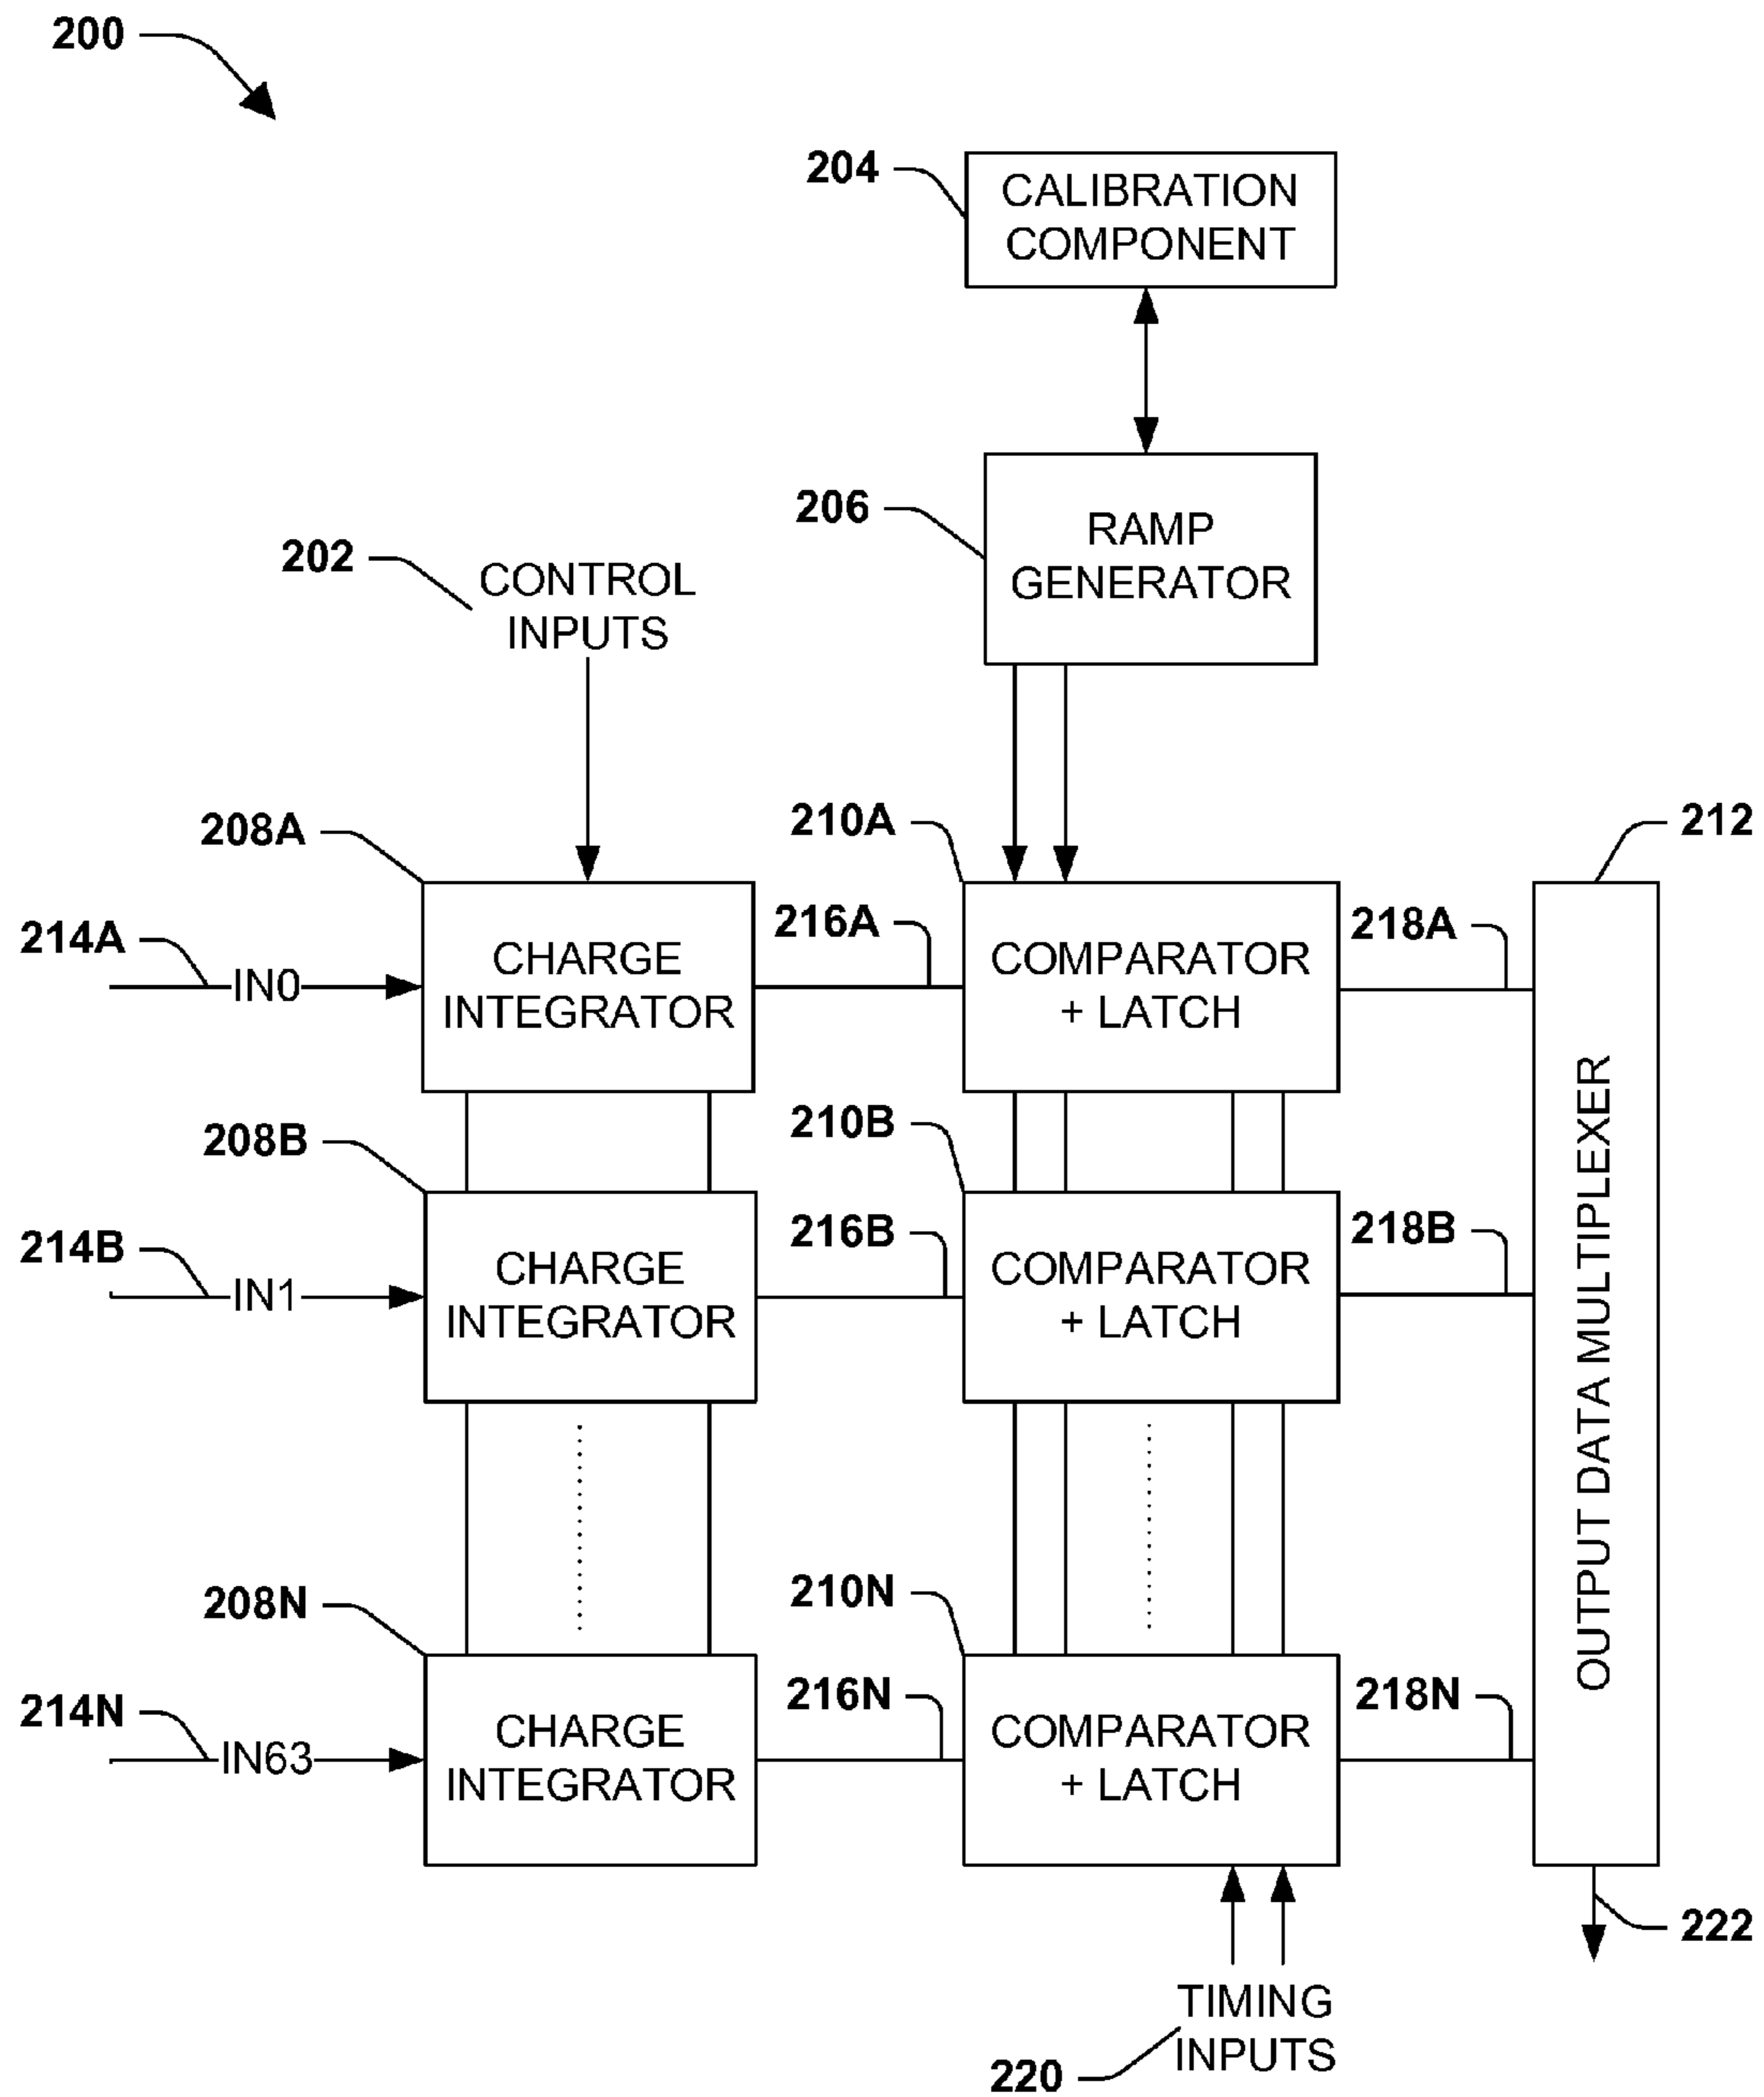 200
204
CALIBRATION
COMPONENT
206
RAMP
GENERATOR
202
CONTROL
INPUTS
208A
210A
212
214A
IN0
CHARGE
INTEGRATOR
216A
COMPARATOR
+ LATCH
218A
208B
210B
214B
IN1
CHARGE
INTEGRATOR
216B
COMPARATOR
+ LATCH
218B
OUTPUT DATA MULTIPLEXER
208N
210N
214N
IN63
CHARGE
INTEGRATOR
216N
COMPARATOR
+ LATCH
218N
222
TIMING
INPUTS
220